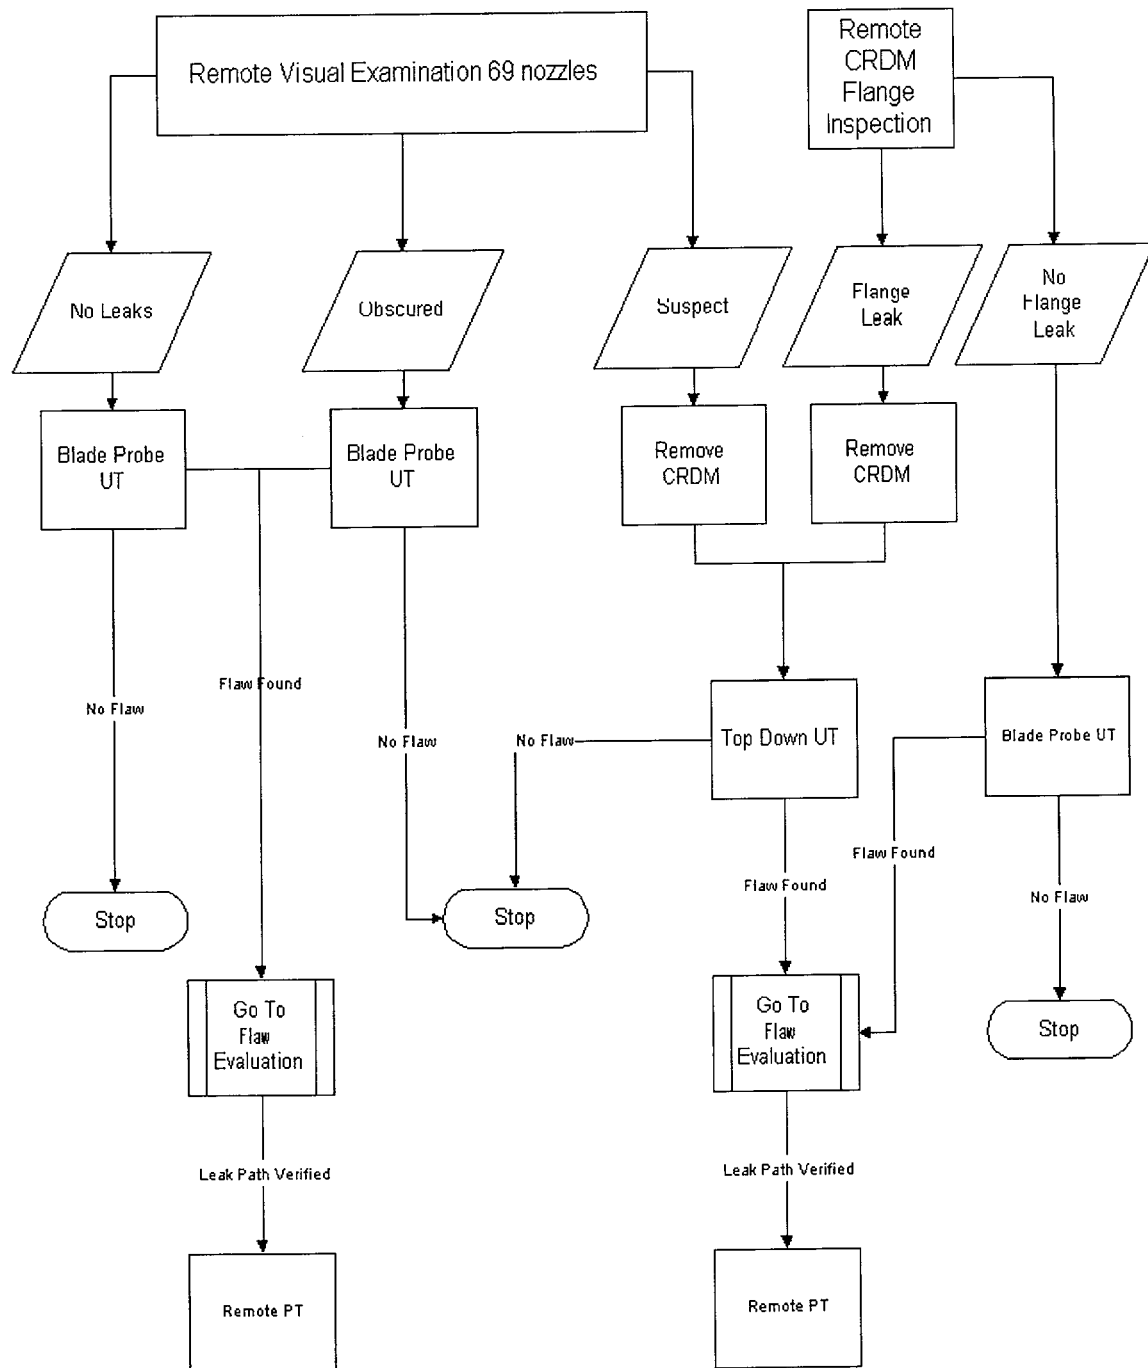 Remote Visual Examination 69 nozzles
Remote
CRDM
Flange
Inspection
No Leaks
Obscured
Suspect
Flange
Leak
No
Flange
Leak
Blade Probe
UT
Blade Probe
UT
Remove
CRDM
Remove
CRDM
No Flaw
Flaw Found
No Flaw
No Flaw
Top Down UT
Blade Probe UT
Flaw Found
Flaw Found
No Flaw
Stop
Stop
Go To
Flaw
Evaluation
Go To
Flaw
Evaluation
Stop
Leak Path Verified
Leak Path Verified
Remote PT
Remote PT